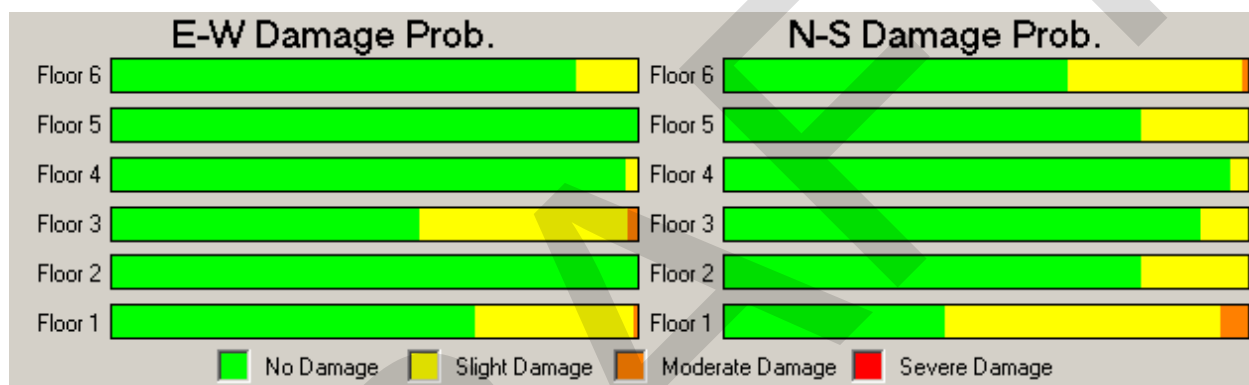 E-W Damage Prob. N-S Damage Prob.
Floor 6 Floor 6
Floor 5 Floor 5
Floor 4 Floor 4
Floor 3 Floor 3
Floor 2 Floor 2
Floor 1 Floor 1
No Damage Slight Damage Moderate Damage Severe Damage